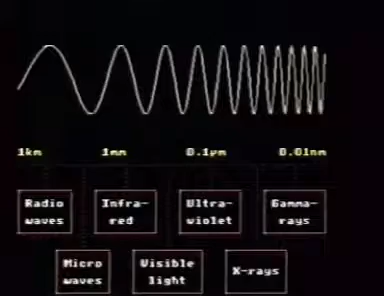 1km 1mm 0.1µm 0.01nm
Radio Infra- Ultra- Gamma-
waves red violet rays
Micro Visible X-rays
waves light